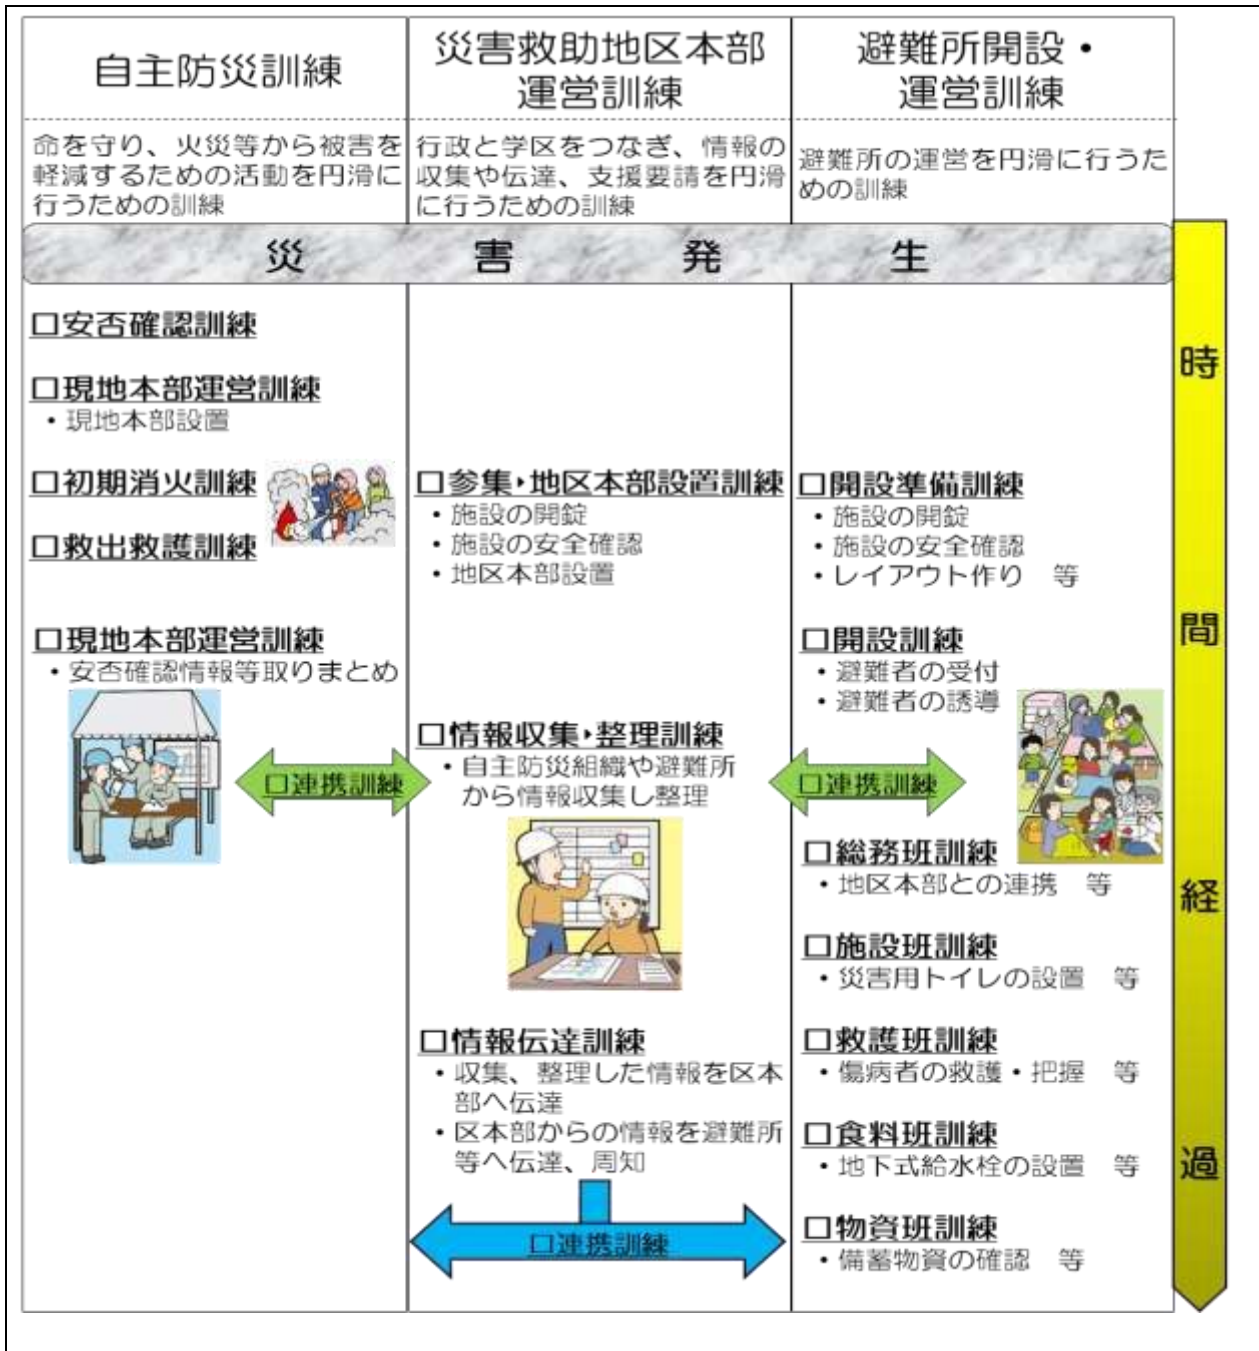 自主防災訓練
命を守り、火災等から被害を
軽減するための活動を円滑に
行うための訓練
災害救助地区本部
運営訓練
行政と学区をつなぎ、情報の
収集や伝達、支援要請を円滑
に行うための訓練
避難所開設・
運営訓練
避難所の運営を円滑に行うた
めの訓練
災 害 発 生
□安否確認訓練
□現地本部運営訓練
・現地本部設置
□初期消火訓練
□救出救護訓練
□現地本部運営訓練
・安否確認情報等取りまとめ
□連携訓練
□参集・地区本部設置訓練
・施設の開錠
・施設の安全確認
・地区本部設置
□情報収集・整理訓練
・自主防災組織や避難所
から情報収集し整理
□情報伝達訓練
・収集、整理した情報を区本
部へ伝達
・区本部からの情報を避難所
等へ伝達、周知
□連携訓練
□開設準備訓練
・施設の開錠
・施設の安全確認
・レイアウト作り 等
□開設訓練
・避難者の受付
・避難者の誘導
□連携訓練
□総務班訓練
・地区本部との連携 等
□施設班訓練
・災害用トイレの設置 等
□救護班訓練
・傷病者の救護・把握 等
□食料班訓練
・地下式給水栓の設置 等
□物資班訓練
・備蓄物資の確認 等
時間経過